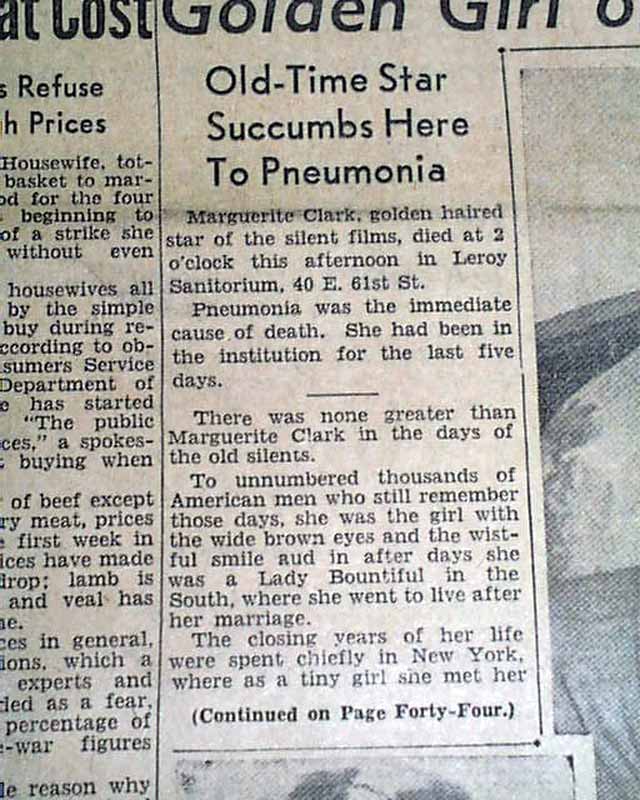 at Cost
Golden Girl o
s Refuse
h Prices
Housewife, tot-
basket to mar-
od for the four
beginning to
of a strike she
without even
housewives all
by the simple
buy during re-
ccording to ob-
sumers Service
Department of
e has started
"The public
ces," a spokes-
buying when
of beef except
ry meat, prices
e first week in
ices have made
drop; lamb is
and veal has
ne.
ces in general,
ions, which a
experts and
ded as a fear,
percentage of
e-war figures
le reason why
Old-Time Star
Succumbs Here
To Pneumonia
Marguerite Clark, golden haired
star of the silent films, died at 2
o'clock this afternoon in Leroy
Sanitorium, 40 E. 61st St.
Pneumonia was the immediate
cause of death. She had been in
the institution for the last five
days.
There was none greater than
Marguerite Clark in the days of
the old silents.
To unnumbered thousands of
American men who still remember
those days, she was the girl with
the wide brown eyes and the wist-
ful smile aud in after days she
was a Lady Bountiful in the
South, where she went to live after
her marriage.
The closing years of her life
were spent chiefly in New York,
where as a tiny girl she met her
(Continued on Page Forty-Four.)